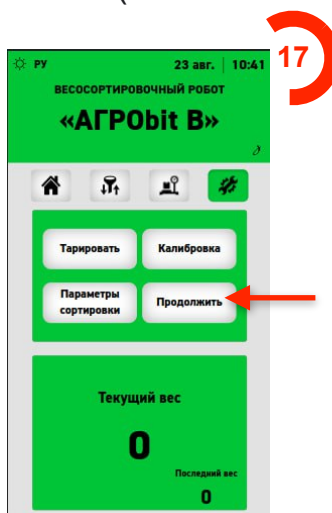 РУ 23 авг. 10:41 17
ВЕСОСОРТИРОВОЧНЫЙ РОБОТ
«АГРОbit В»
Тарировать Калибровка
Параметры
сортировки Продолжить
Текущий вес
0
Последний вес
0